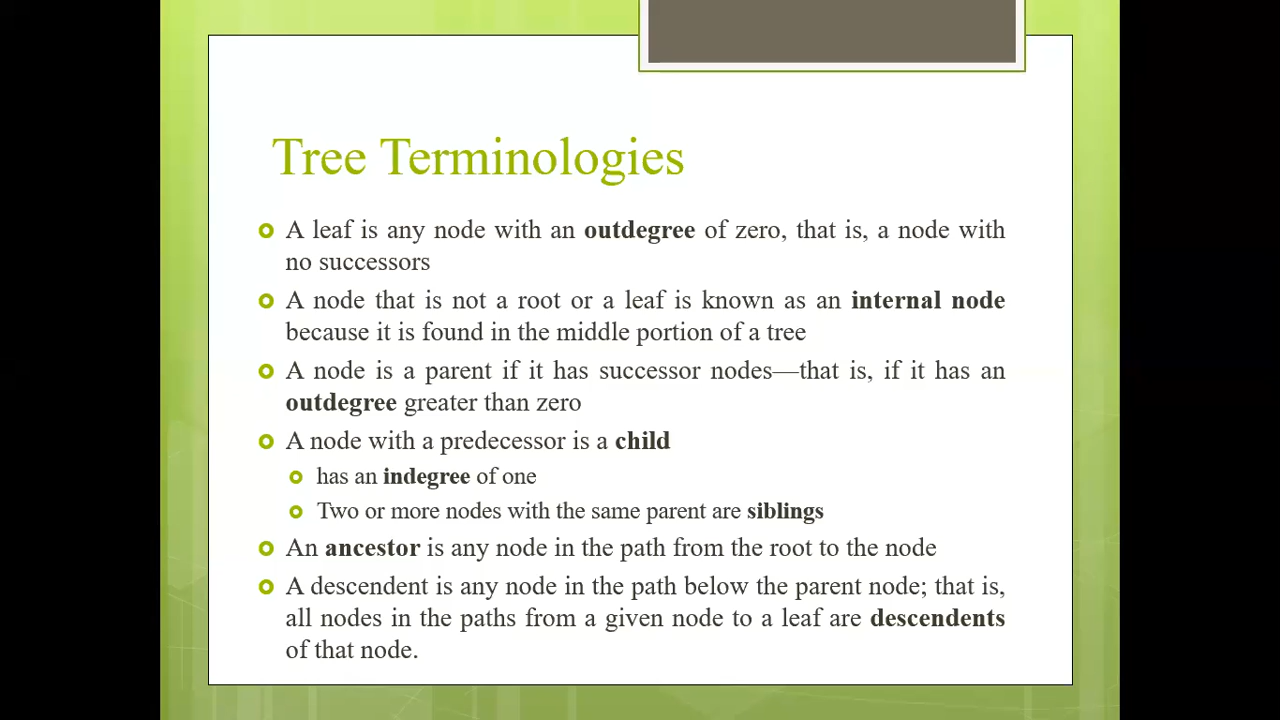 Tree Terminologies
A leaf is any node with an outdegree of zero, that is, a node with
no successors
A node that is not a root or a leaf is known as an internal node
because it is found in the middle portion of a tree
A node is a parent if it has successor nodes—that is, if it has an
outdegree greater than zero
A node with a predecessor is a child
has an indegree of one
Two or more nodes with the same parent are siblings
An ancestor is any node in the path from the root to the node
A descendent is any node in the path below the parent node; that is,
all nodes in the paths from a given node to a leaf are descendents
of that node.